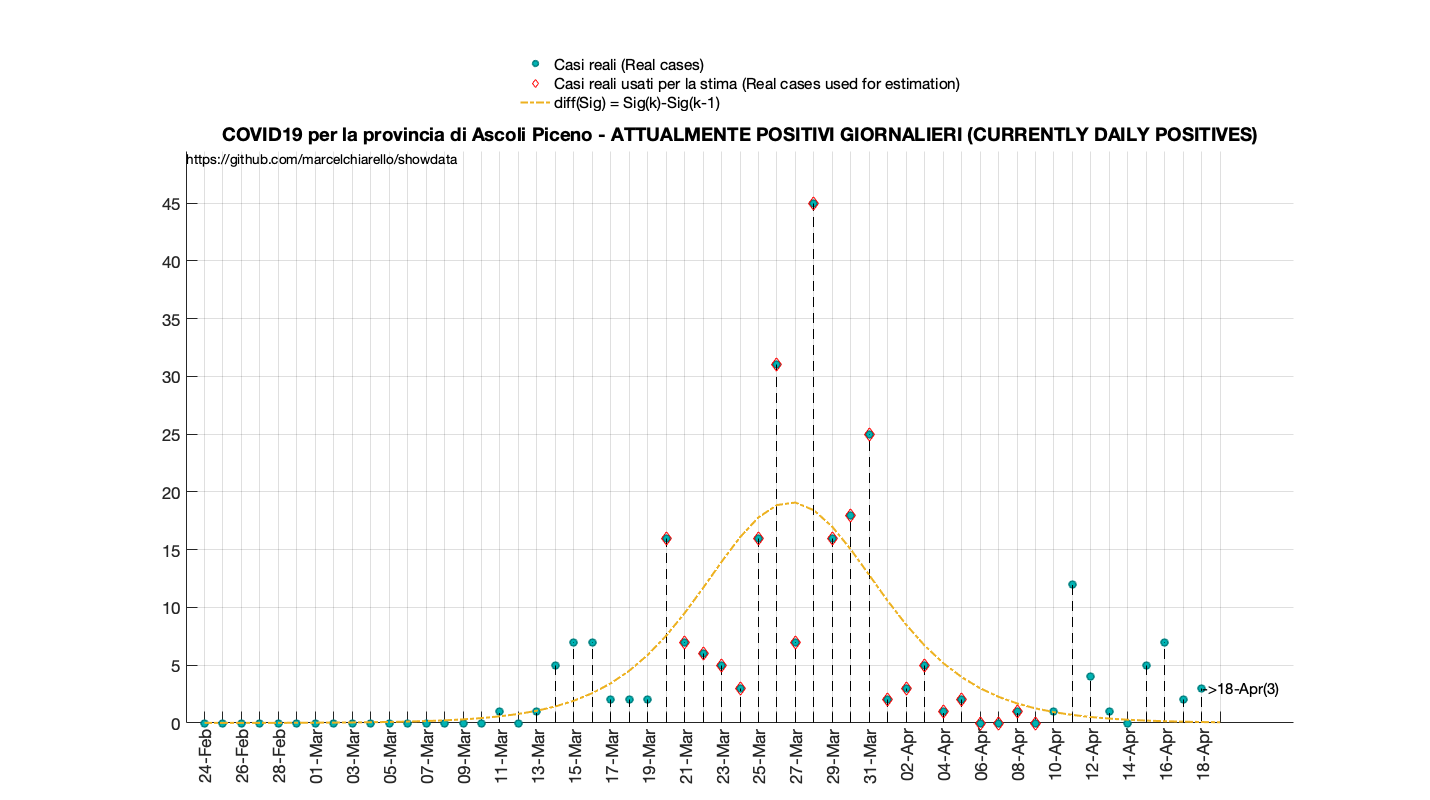 Casi reali (Real cases)
Casi reali usati per la stima (Real cases used for estimation)
diff(Sig) = Sig(k)-Sig(k-1)
COVID19 per la provincia di Ascoli Piceno - ATTUALMENTE POSITIVI GIORNALIERI (CURRENTLY DAILY POSITIVES)
https://github.com/marcelchiarello/showdata
45
40
35
30
25
20
15
10
5
0
->18-Apr(3)
24-Feb
26-Feb
28-Feb
01-Mar
03-Mar
05-Mar
07-Mar
09-Mar
11-Mar
13-Mar
15-Mar
17-Mar
19-Mar
21-Mar
23-Mar
25-Mar
27-Mar
29-Mar
31-Mar
02-Apr
04-Apr
06-Apr
08-Apr
10-Apr
12-Apr
14-Apr
16-Apr
18-Apr